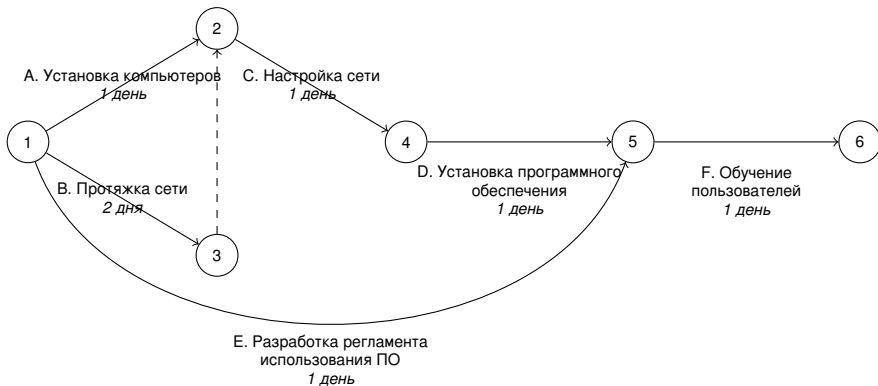 2
A. Установка компьютеров
1 день
C. Настройка сети
1 день
1
4
5
6
B. Протяжка сети
2 дня
D. Установка программного
обеспечения
1 день
F. Обучение
пользователей
1 день
3
E. Разработка регламента
использования ПО
1 день